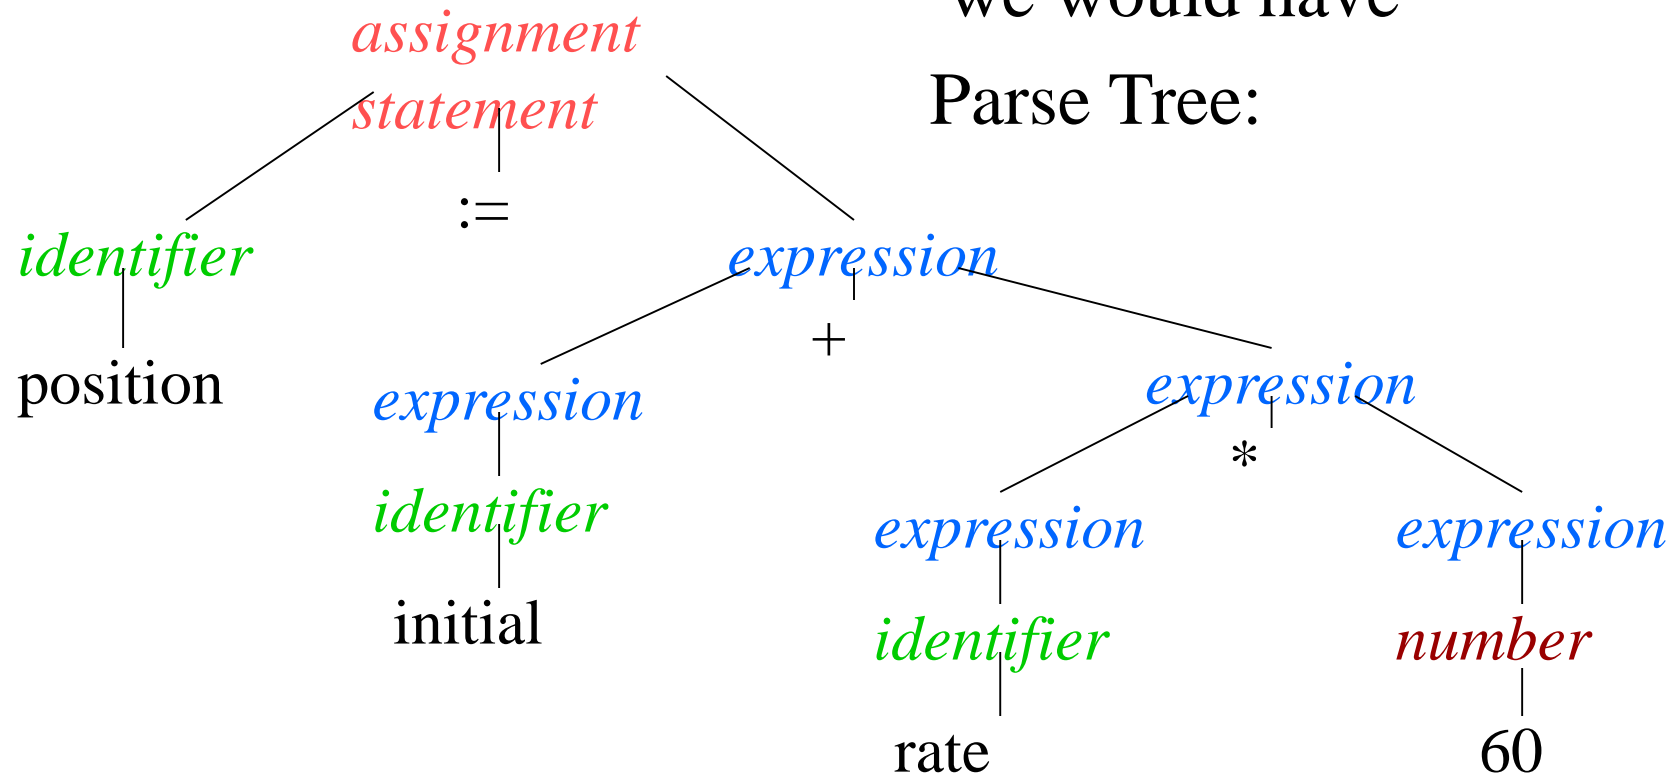 we would have
Parse Tree:
assignment
statement
:=
identifier
expression
+
position
expression
expression
*
identifier
expression
expression
initial
identifier
number
rate
60